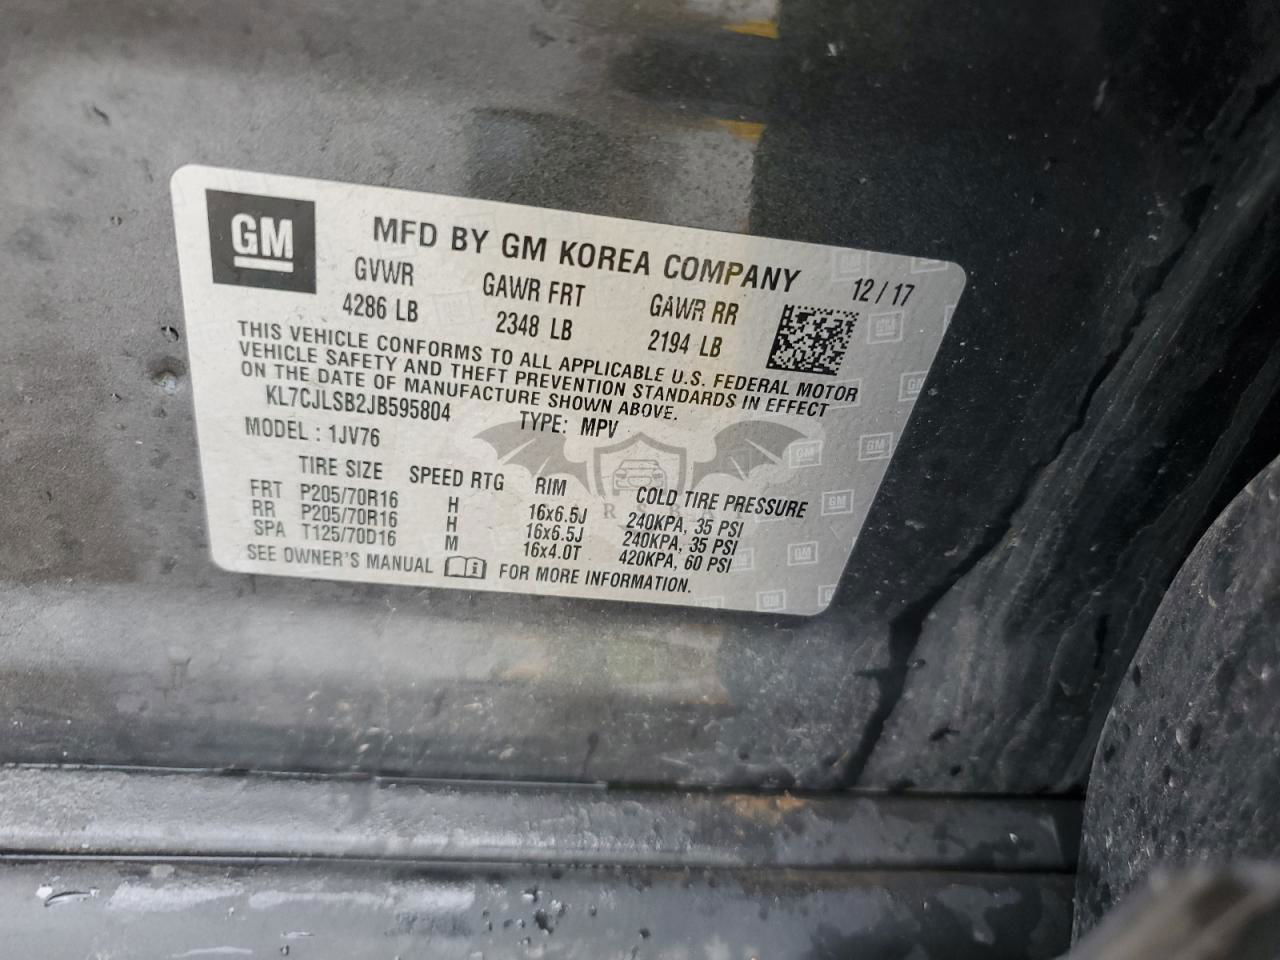 GM
MFD BY GM KOREA COMPANY
12/17
GVWR GAWR FRT GAWR RR
4286 LB 2348 LB 2194 LB
THIS VEHICLE CONFORMS TO ALL APPLICABLE U.S. FEDERAL MOTOR
VEHICLE SAFETY AND THEFT PREVENTION STANDARDS IN EFFECT
ON THE DATE OF MANUFACTURE SHOWN ABOVE.
KL7CJLSB2JB595804 TYPE: MPV
MODEL : 1JV76
TIRE SIZE SPEED RTG RIM COLD TIRE PRESSURE
FRT P205/70R16 H 16x6.5J 240KPA, 35 PSI
RR P205/70R16 H 16x6.5J 240KPA, 35 PSI
SPA T125/70D16 M 16x4.0T 420KPA, 60 PSI
SEE OWNER'S MANUAL FOR MORE INFORMATION.